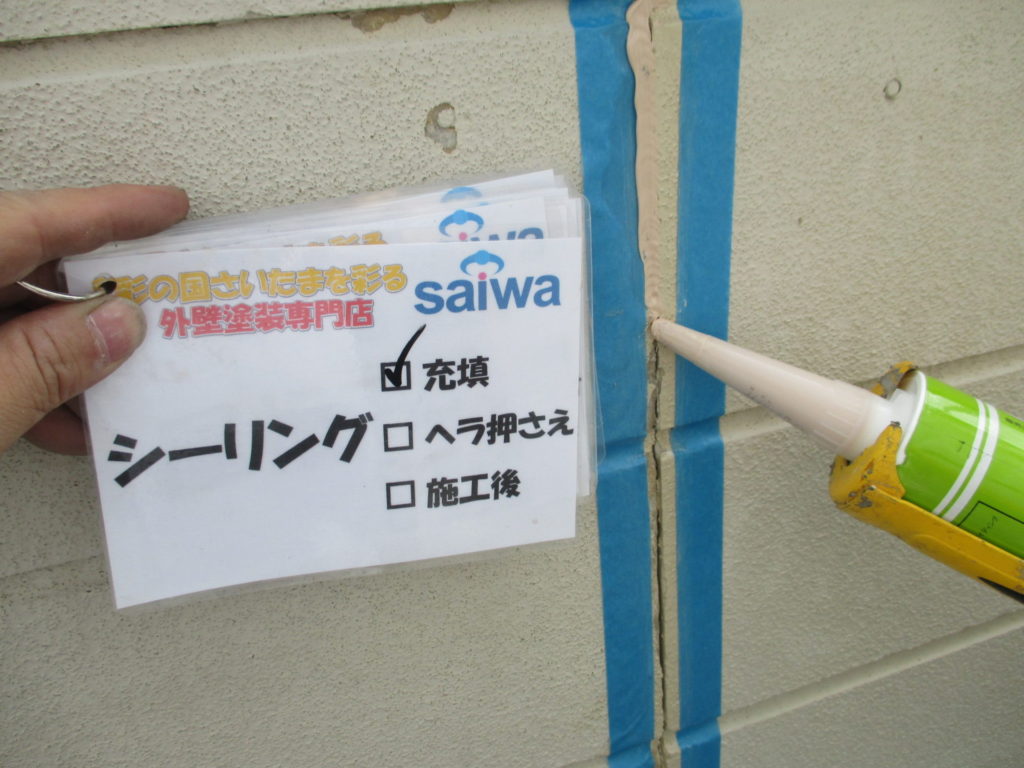 彩の国さいたまを彩る
外壁塗装専門店
saiwa
シーリング
☑ 充填
☐ ヘラ押さえ
☐ 施工後